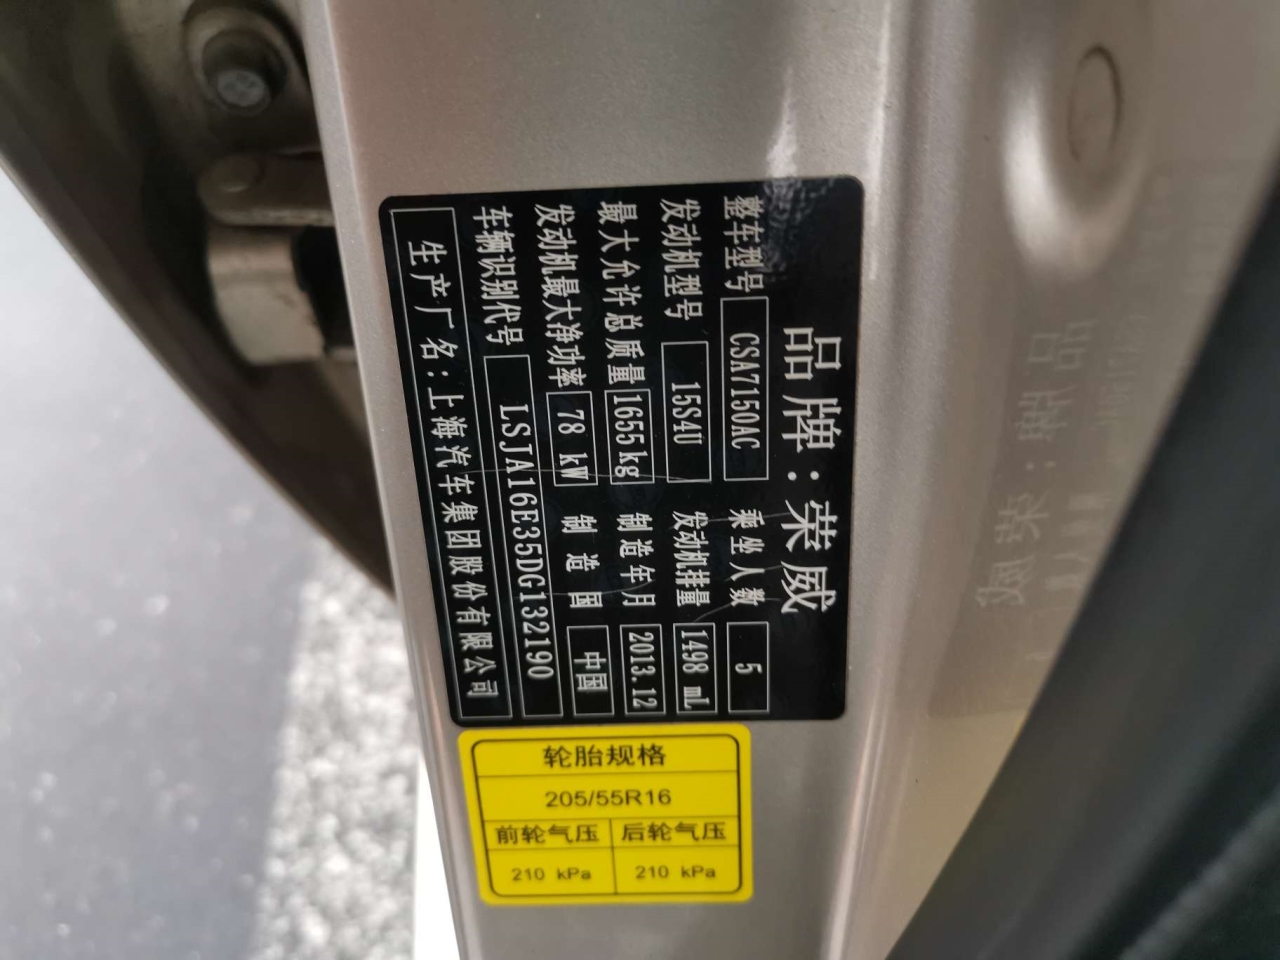 品牌:荣威
整车型号 CSA7150AC 乘坐人数 5
发动机型号 15S4U 发动机排量 1498 mL
最大允许总质量 1655kg 制造年月 2013.12
发动机最大净功率 78 kW 制造国 中国
车辆识别代号 LSJA16E35DG132190
生产厂名:上海汽车集团股份有限公司
轮胎规格
205/55R16
前轮气压 后轮气压
210 kPa 210 kPa